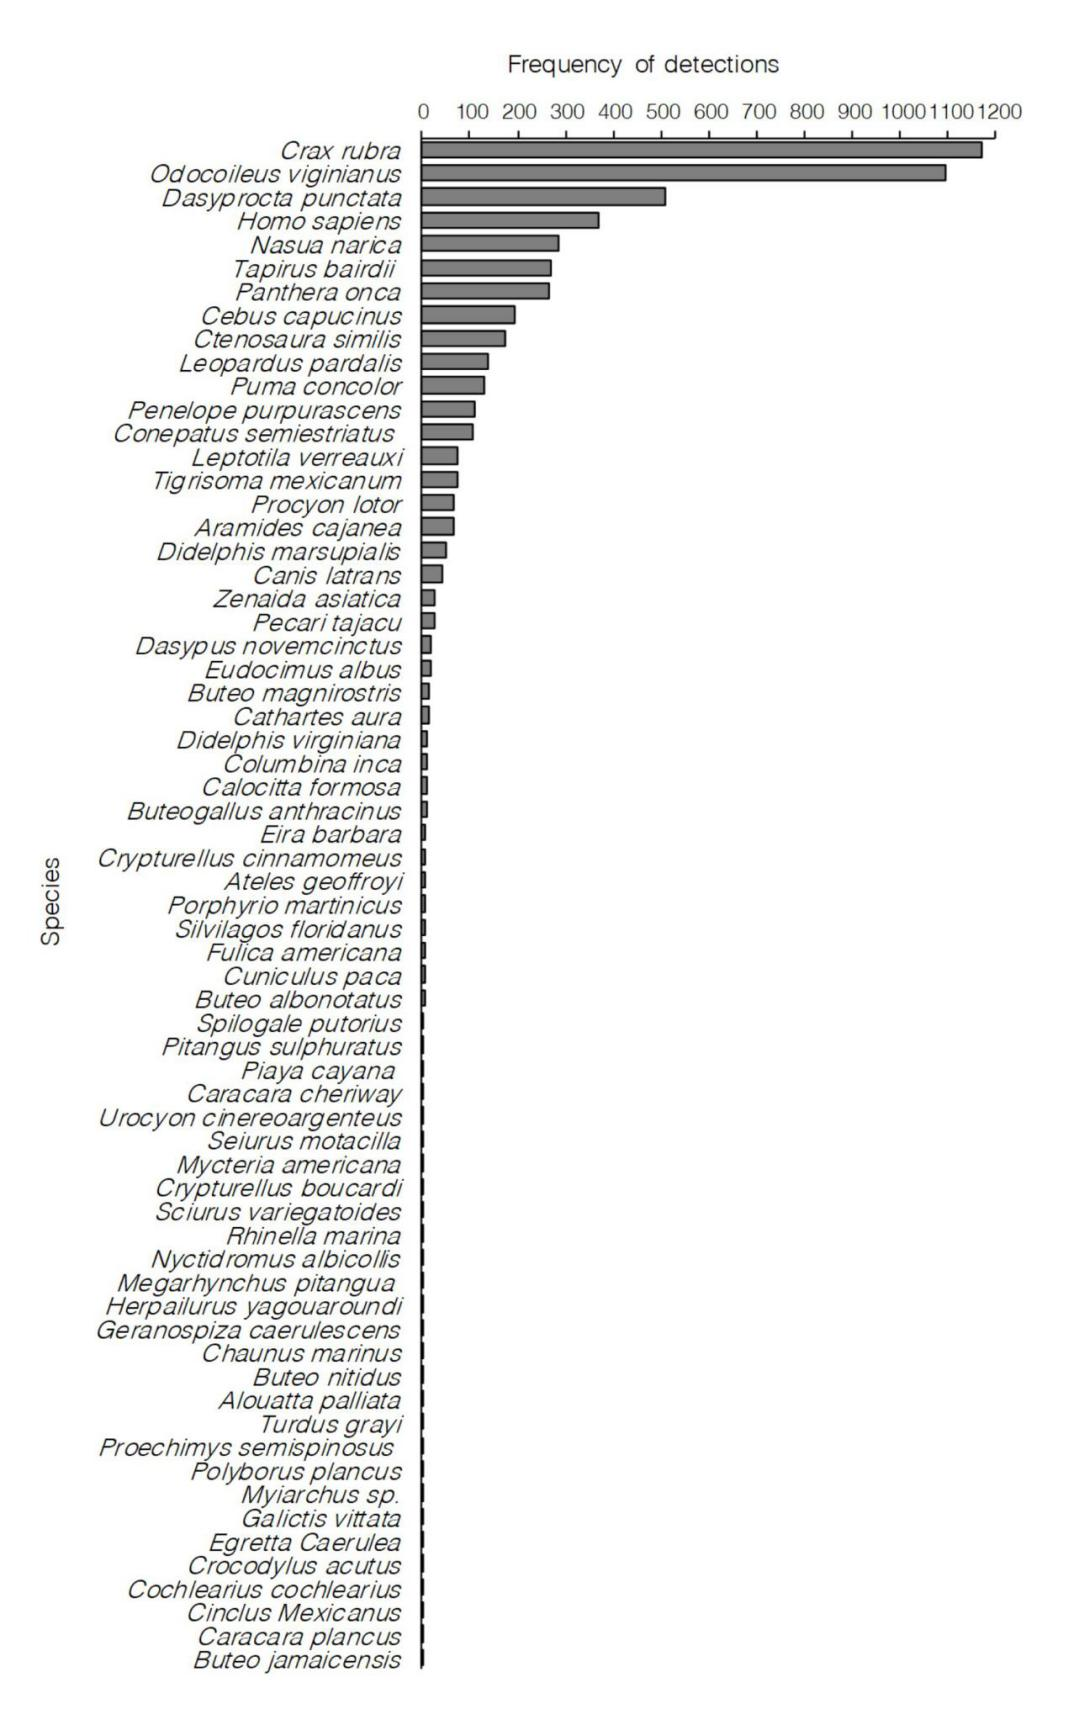 Frequency of detections
0 100 200 300 400 500 600 700 800 900 1000 1100 1200
Crax rubra
Odocoileus viginianus
Dasyprocta punctata
Homo sapiens
Nasua narica
Tapirus bairdii
Panthera onca
Cebus capucinus
Ctenosaura similis
Leopardus pardalis
Puma concolor
Penelope purpurascens
Conepatus semiestriatus
Leptotila verreauxi
Tigrisoma mexicanum
Procyon lotor
Aramides cajanea
Didelphis marsupialis
Canis latrans
Zenaida asiatica
Pecari tajacu
Dasypus novemcinctus
Eudocimus albus
Buteo magnirostris
Cathartes aura
Didelphis virginiana
Columbina inca
Calocitta formosa
Buteogallus anthracinus
Eira barbara
Crypturellus cinnamomeus
Ateles geoffroyi
Porphyrio martinicus
Silvilagos floridanus
Fulica americana
Cuniculus paca
Buteo albonotatus
Spilogale putorius
Pitangus sulphuratus
Piaya cayana
Caracara cheriway
Urocyon cinereoargenteus
Seiurus motacilla
Mycteria americana
Crypturellus boucardi
Sciurus variegatoides
Rhinella marina
Nyctidromus albicollis
Megarhynchus pitangua
Herpailurus yagouaroundi
Geranospiza caerulescens
Chaunus marinus
Buteo nitidus
Alouatta palliata
Turdus grayi
Proechimys semispinosus
Polyborus plancus
Myiarchus sp.
Galictis vittata
Egretta Caerulea
Crocodylus acutus
Cochlearius cochlearius
Cinclus Mexicanus
Caracara plancus
Buteo jamaicensis
Species